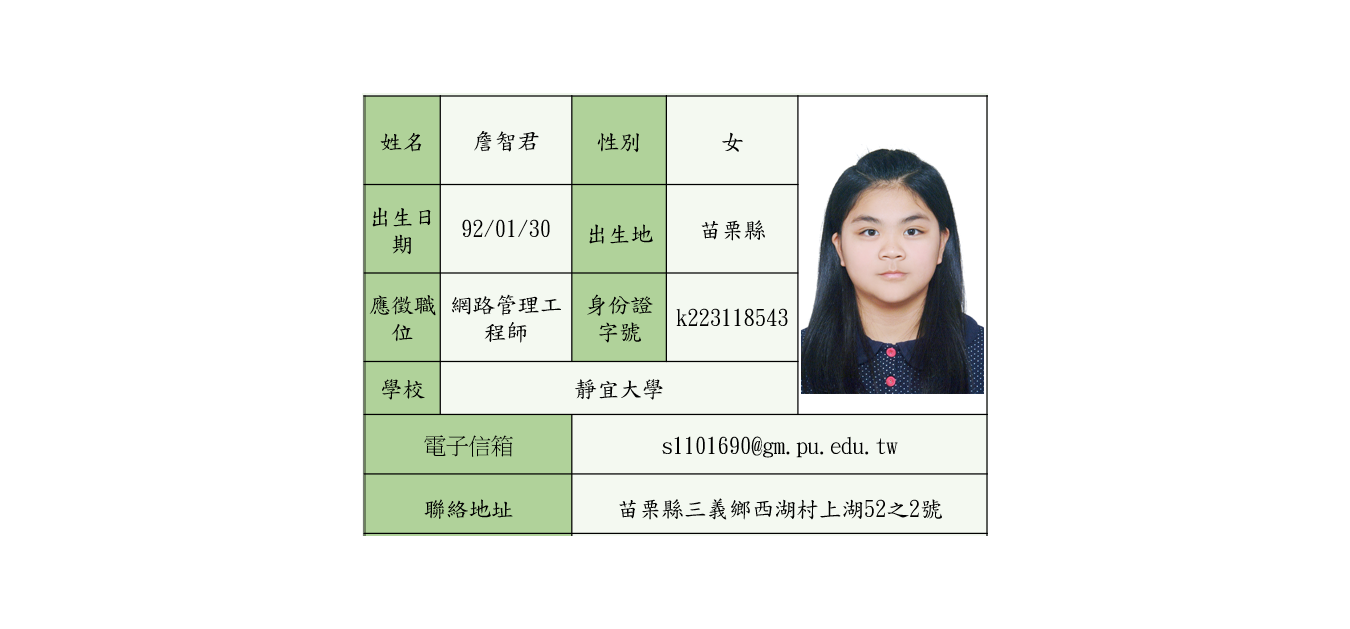 姓名
詹智君
性別
女
出生日
期
92/01/30
出生地
苗栗縣
應徵職
位
網路管理工
程師
身份證
字號
k223118543
學校
靜宜大學
電子信箱
s1101690@gm.pu.edu.tw
聯絡地址
苗栗縣三義鄉西湖村上湖52之2號